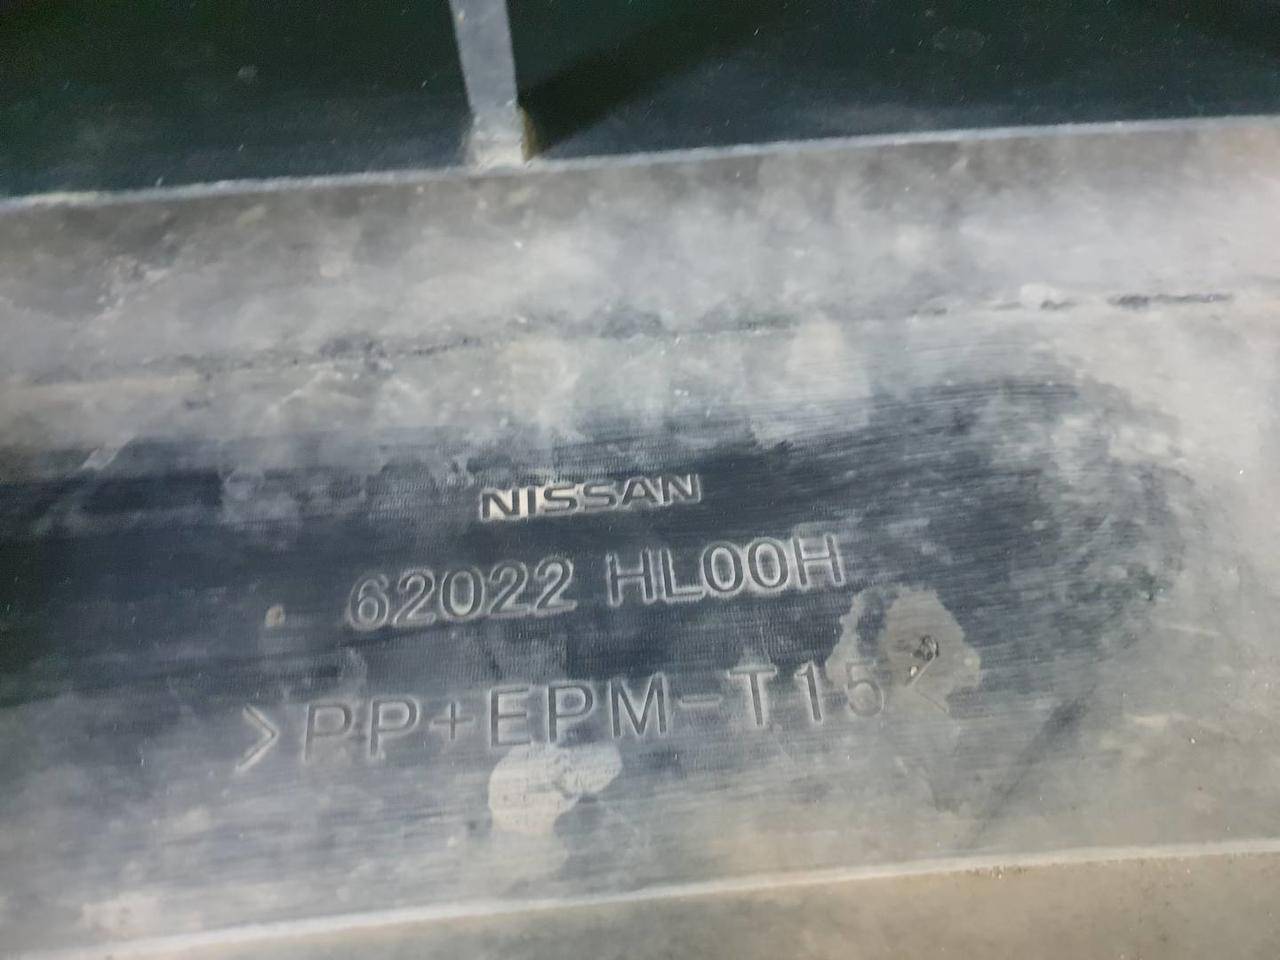 NISSAN
62022 HL00H
>PP+EPM-T15<